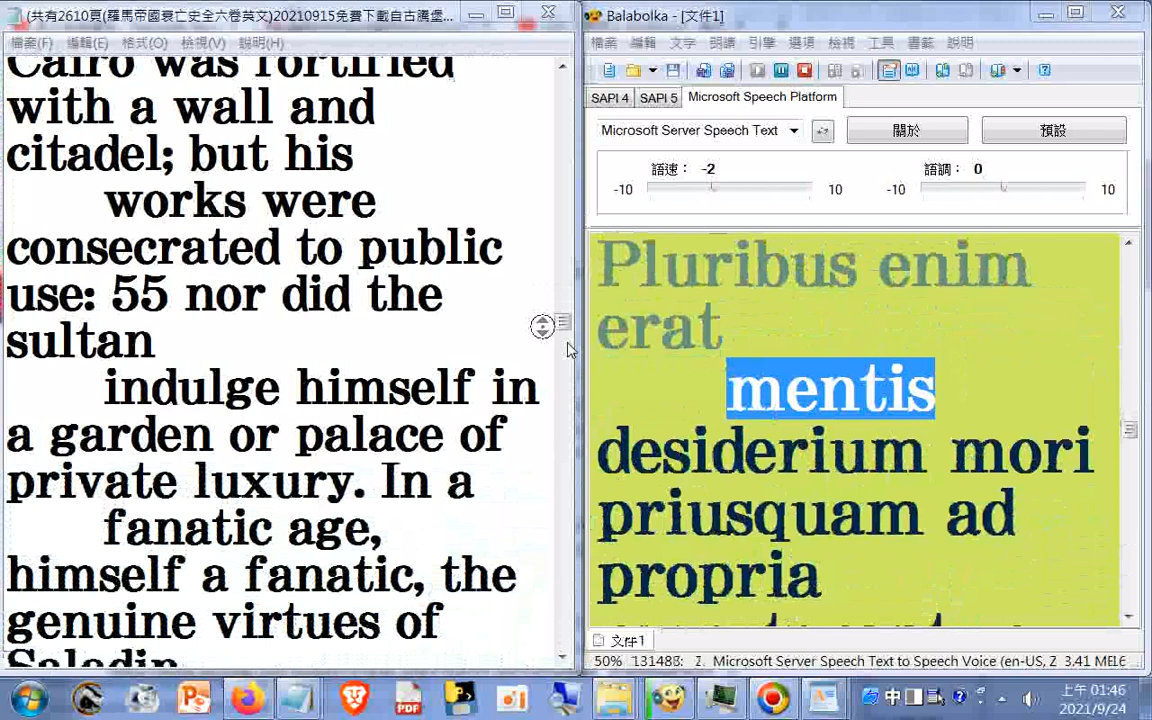 (共有2610頁(羅馬帝國衰亡史全六卷英文)20210915免費下載自古騰堡...
檔案(F) 編輯(E) 格式(O) 檢視(V) 說明(H)
Cairo was fortified
with a wall and
citadel; but his
works were
consecrated to public
use: 55 nor did the
sultan
indulge himself in
a garden or palace of
private luxury. In a
fanatic age,
himself a fanatic, the
genuine virtues of
Saladin
Balabolka - [文件1]
檔案 編輯 文字 朗讀 引擎 選項 檢視 工具 書籤 說明
SAPI 4 SAPI 5 Microsoft Speech Platform
Microsoft Server Speech Text 關於 預設
語速： -2 語調： 0
-10 10 -10 10
Pluribus enim
erat
mentis
desiderium mori
priusquam ad
propria
文件1
50% 131488: Microsoft Server Speech Text to Speech Voice (en-US, Z 3.41
中 上午 01:46
2021/9/24